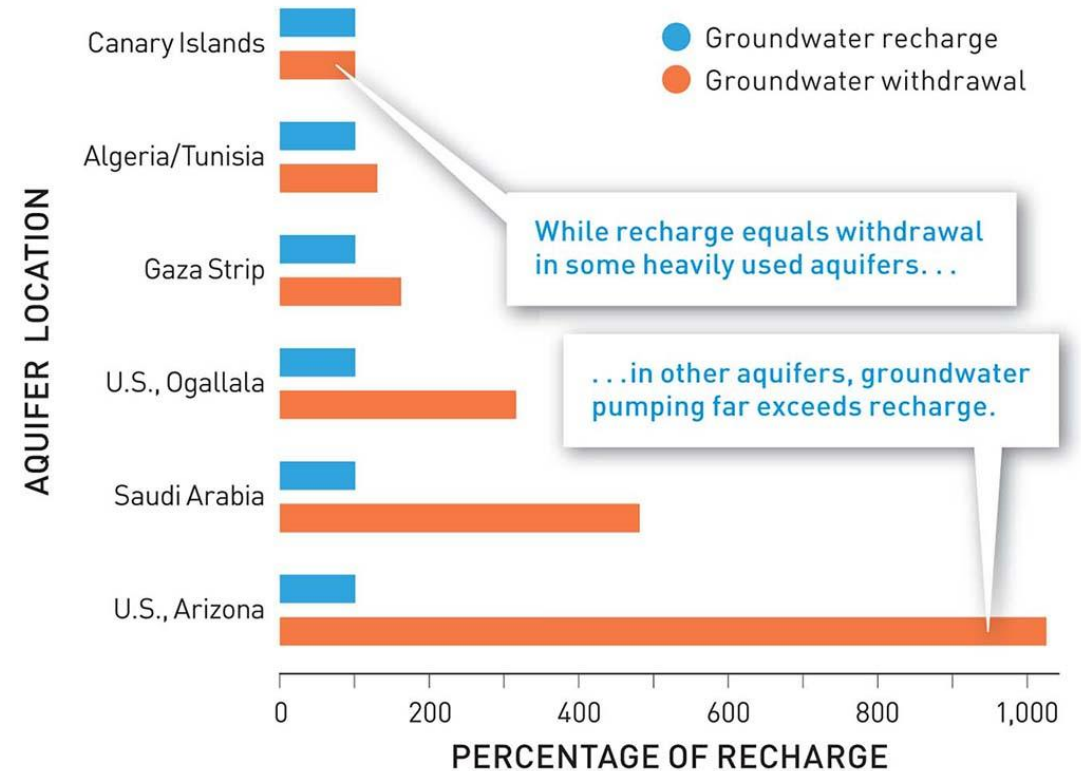 Groundwater recharge
Groundwater withdrawal
AQUIFER LOCATION
Canary Islands
Algeria/Tunisia
Gaza Strip
U.S., Ogallala
Saudi Arabia
U.S., Arizona
While recharge equals withdrawal
in some heavily used aquifers. . .
. . .in other aquifers, groundwater
pumping far exceeds recharge.
0 200 400 600 800 1,000
PERCENTAGE OF RECHARGE